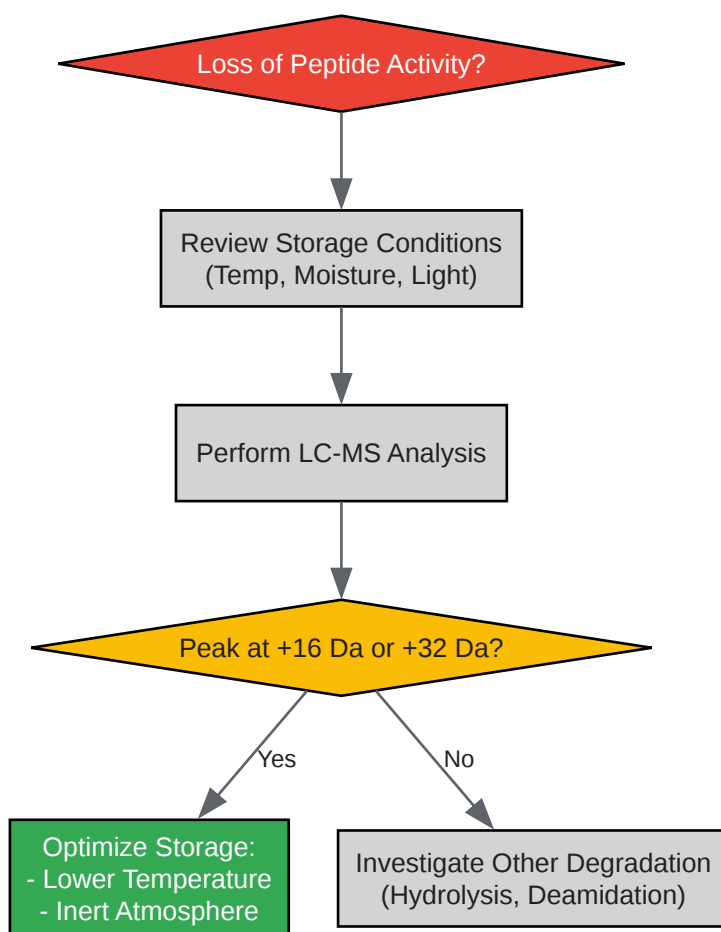 Loss of Peptide Activity?
Review Storage Conditions
(Temp, Moisture, Light)
Perform LC-MS Analysis
Peak at +16 Da or +32 Da?
Yes
No
Optimize Storage:
- Lower Temperature
- Inert Atmosphere
Investigate Other Degradation
(Hydrolysis, Deamidation)